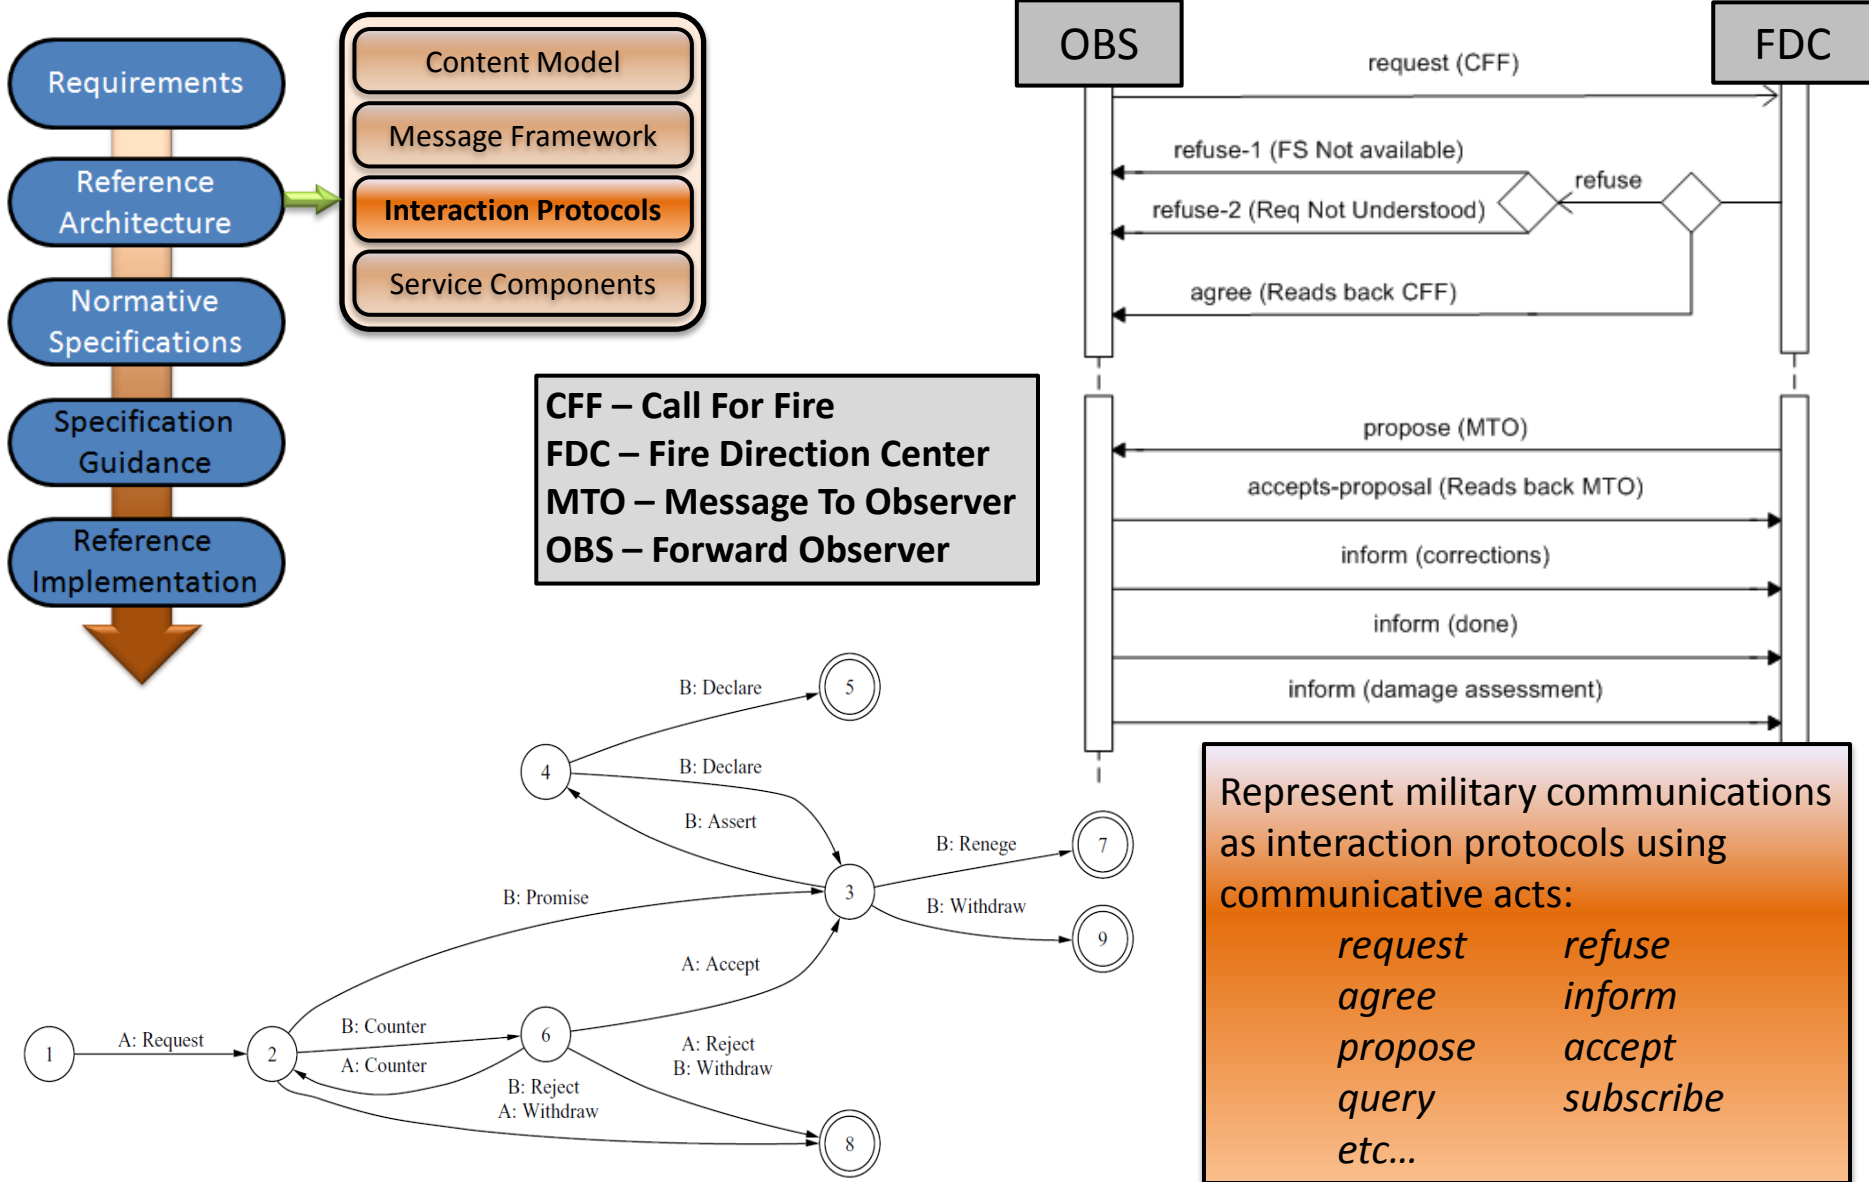 Requirements
Reference
Architecture
Normative
Specifications
Specification
Guidance
Reference
Implementation
Content Model
Message Framework
Interaction Protocols
Service Components
CFF – Call For Fire
FDC – Fire Direction Center
MTO – Message To Observer
OBS – Forward Observer
OBS
FDC
request (CFF)
refuse-1 (FS Not available)
refuse
refuse-2 (Req Not Understood)
agree (Reads back CFF)
propose (MTO)
accepts-proposal (Reads back MTO)
inform (corrections)
inform (done)
inform (damage assessment)
B: Declare
5
4
B: Declare
B: Assert
B: Renege
7
3
B: Promise
B: Withdraw
9
A: Accept
1
A: Request
2
B: Counter
6
A: Counter
A: Reject
B: Withdraw
B: Reject
A: Withdraw
8
Represent military communications
as interaction protocols using
communicative acts:
request refuse
agree inform
propose accept
query subscribe
etc...